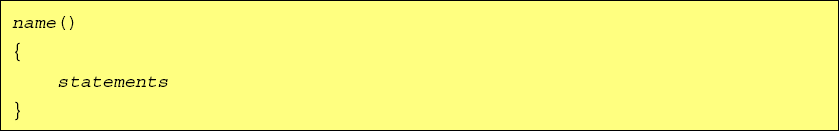 name()
{
    statements
}